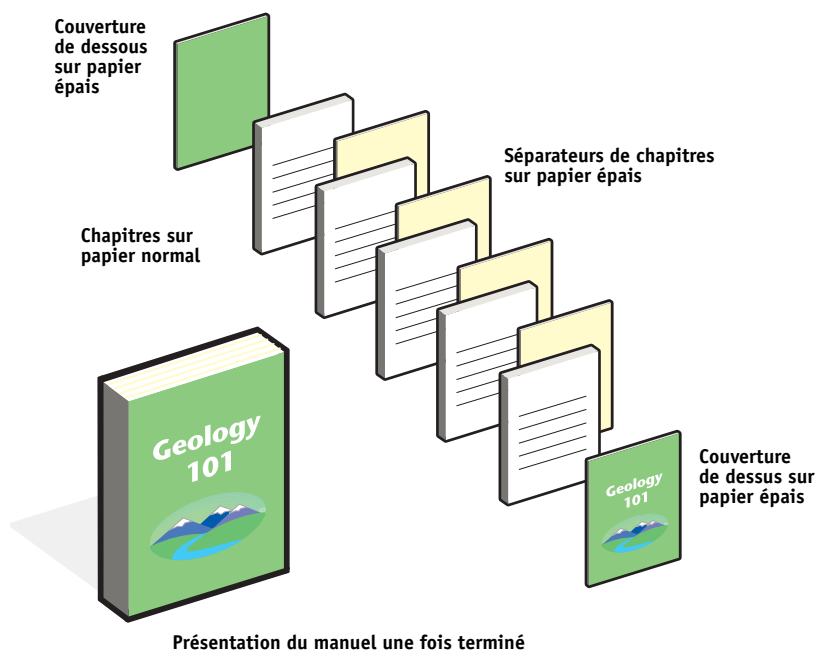 Couverture
de dessous
sur papier
épais
Séparateurs de chapitres
sur papier épais
Chapitres sur
papier normal
Geology
101
Geology
101
Couverture
de dessus sur
papier épais
Présentation du manuel une fois terminé